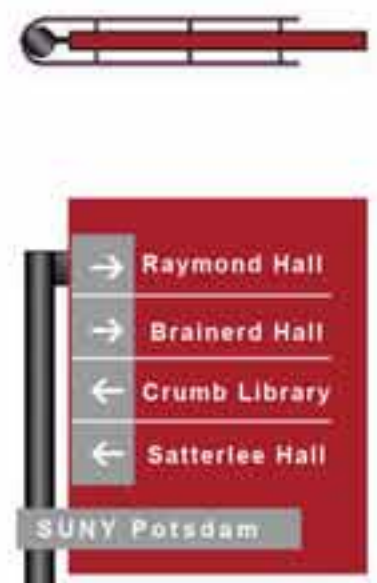 → Raymond Hall
→ Brainerd Hall
← Crumb Library
← Satterlee Hall
SUNY Potsdam